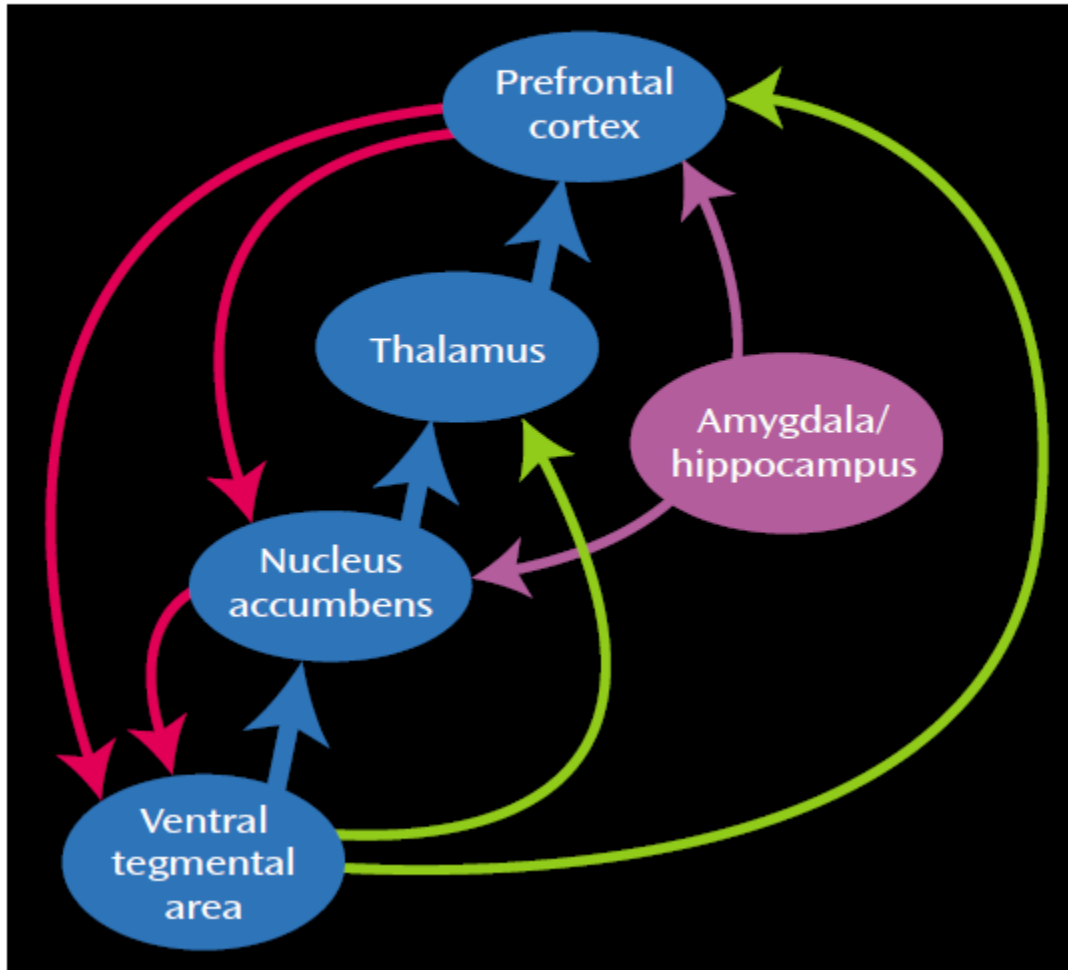 Prefrontal
cortex
Thalamus
Amygdala/
hippocampus
Nucleus
accumbens
Ventral
tegmental
area